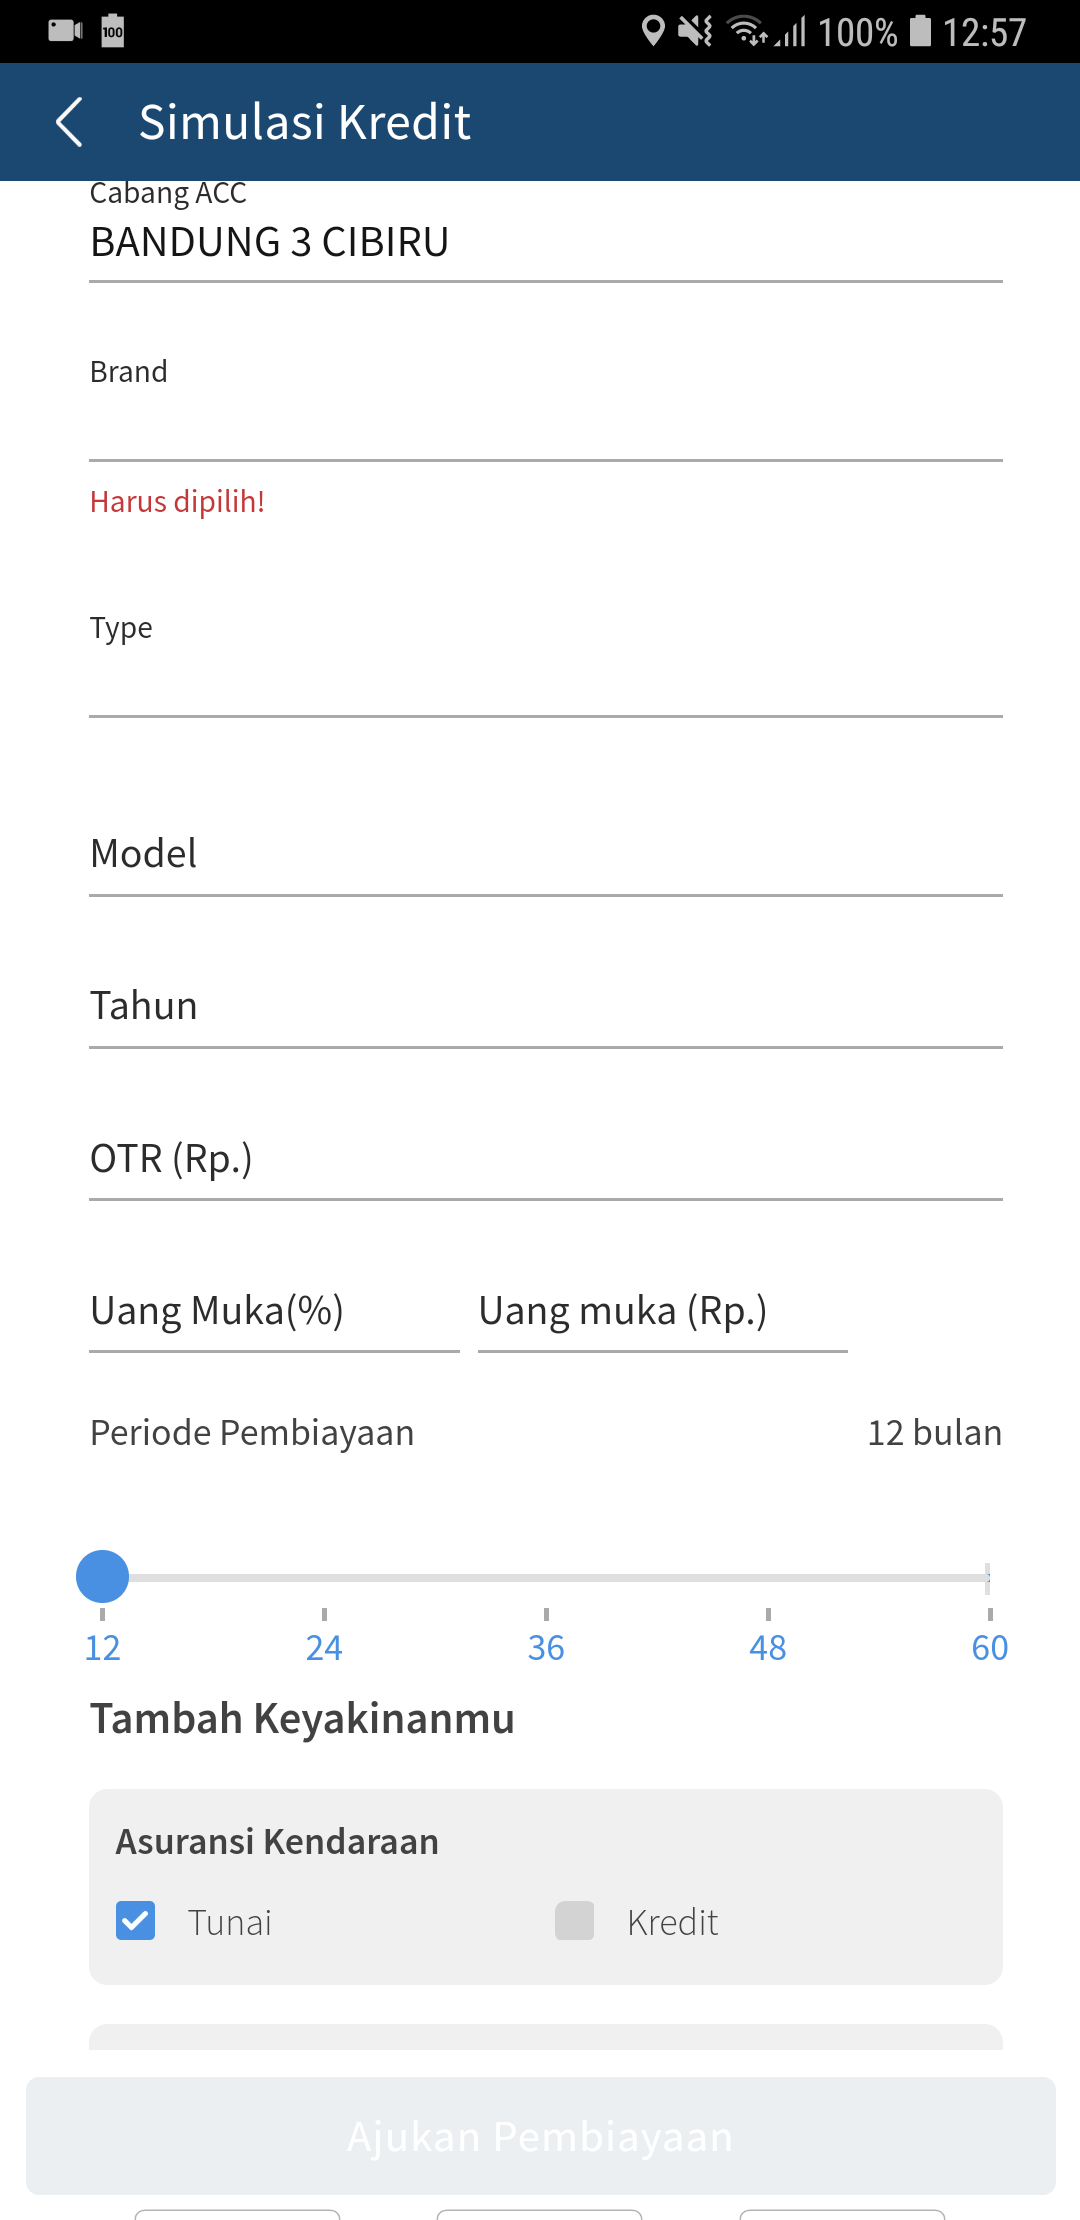 100 100% 12:57
Simulasi Kredit
Cabang ACC
BANDUNG 3 CIBIRU
Brand
Harus dipilih!
Type
Model
Tahun
OTR (Rp.)
Uang Muka(%) Uang muka (Rp.)
Periode Pembiayaan 12 bulan
12 24 36 48 60
Tambah Keyakinanmu
Asuransi Kendaraan
Tunai Kredit
Ajukan Pembiayaan